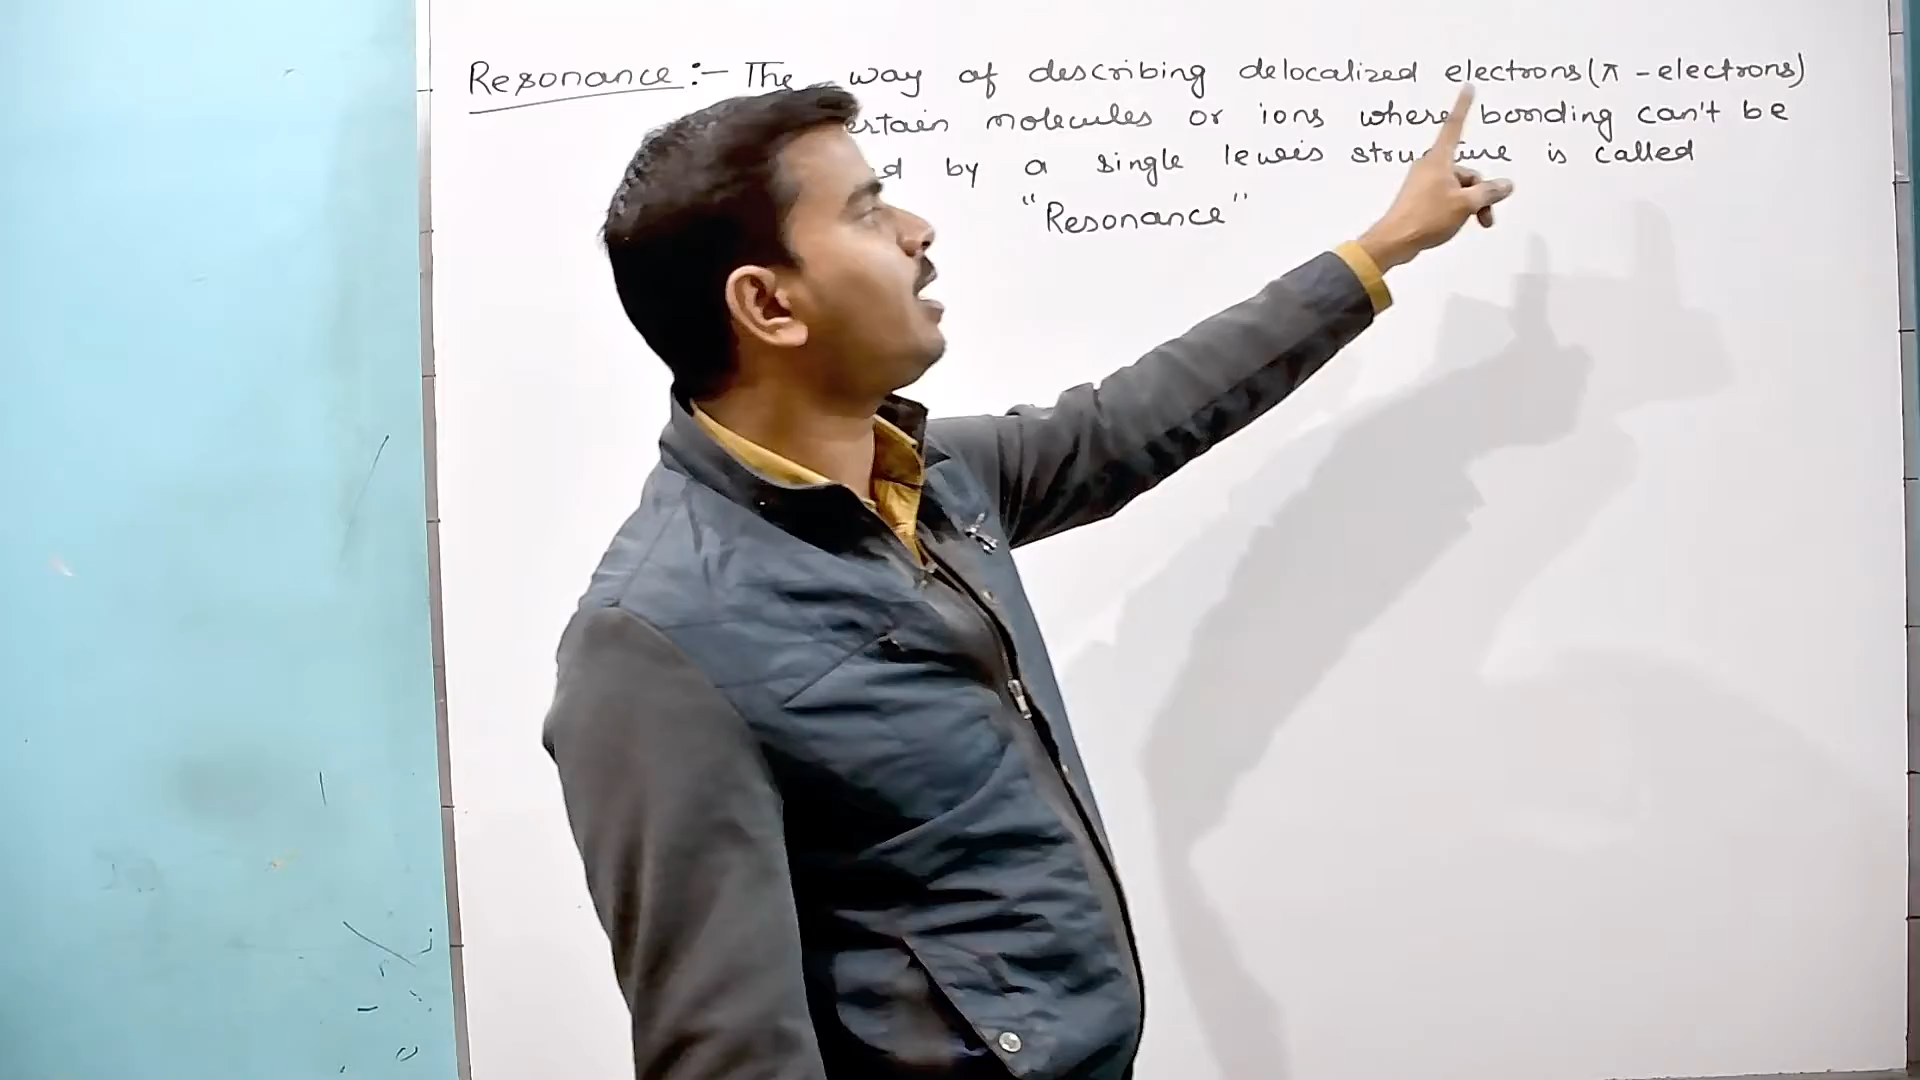 Resonance :- The way of describing delocalized electrons (π - electrons)
molecules or ions where bonding can't be
by a single lewis structure is called
"Resonance"